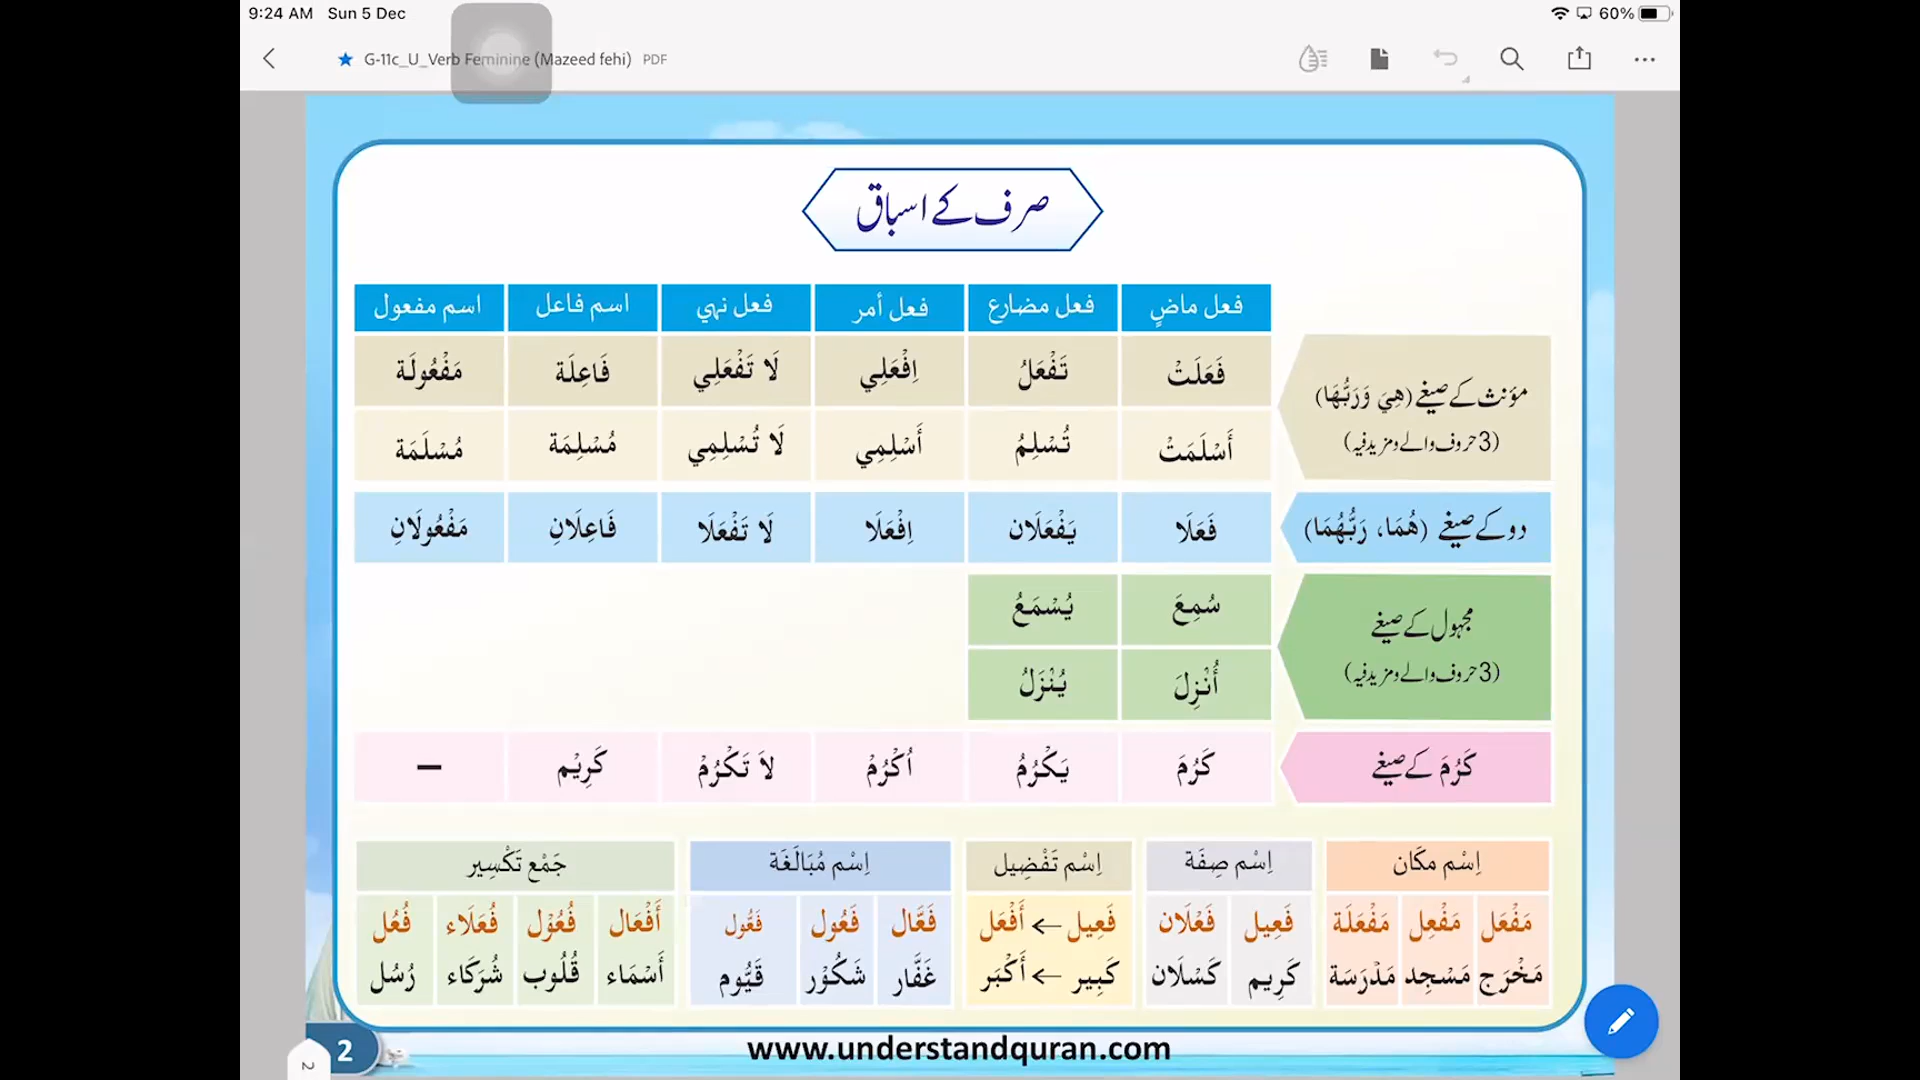 9:24 AM Sun 5 Dec 60%
G-11c_U_Verb Feminine (Mazeed fehi) PDF
صرف کے اسباق
فعل ماضٍ فعل مضارع فعل أمر فعل نهي اسم فاعل اسم مفعول
مؤنث کے صیغے (هِيَ وَرَبُّهَا)
(3 حروف والے و مزید فیہ)
فَعَلَتْ تَفْعَلُ اِفْعَلِي لَا تَفْعَلِي فَاعِلَة مَفْعُولَة
أَسْلَمَتْ تُسْلِمُ أَسْلِمِي لَا تُسْلِمِي مُسْلِمَة مُسْلَمَة
دو کے صیغے (هُمَا، رَبُّهُمَا) فَعَلَا يَفْعَلَان اِفْعَلَا لَا تَفْعَلَا فَاعِلَانِ مَفْعُولَانِ
مجہول کے صیغے
(3 حروف والے و مزید فیہ)
سُمِعَ يُسْمَعُ
أُنْزِلَ يُنْزَلُ
كَرُمَ کے صیغے كَرُمَ يَكْرُمُ اُكْرُمْ لاَ تَكْرُمْ كَرِيْم –
اِسْم مكَان اِسْم صِفَة اِسْم تَفْضِيل اِسْم مُبَالَغَة جَمْع تَكْسِير
مَفْعَل مَفْعِل مَفْعَلَة فَعِيل فَعْلَان فَعِيل ← أَفْعَل فَعَّال فَعُول فَعُّول أَفْعَال فُعُوْل فُعَلَاء فُعُل
مَخْرَج مَسْجِد مَدْرَسَة كَرِيم كَسْلَان كَبِير ← أَكْبَر غَفَّار شَكُوْر قَيُّوم أَسْمَاء قُلُوب شُرَكَاء رُسُل
2
www.understandquran.com
2